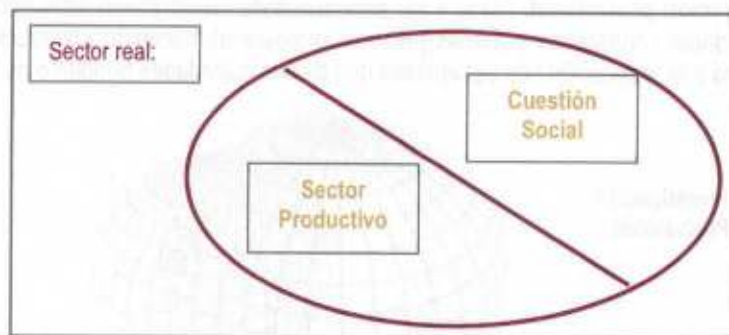 Sector real:
Cuestión
Social
Sector
Productivo